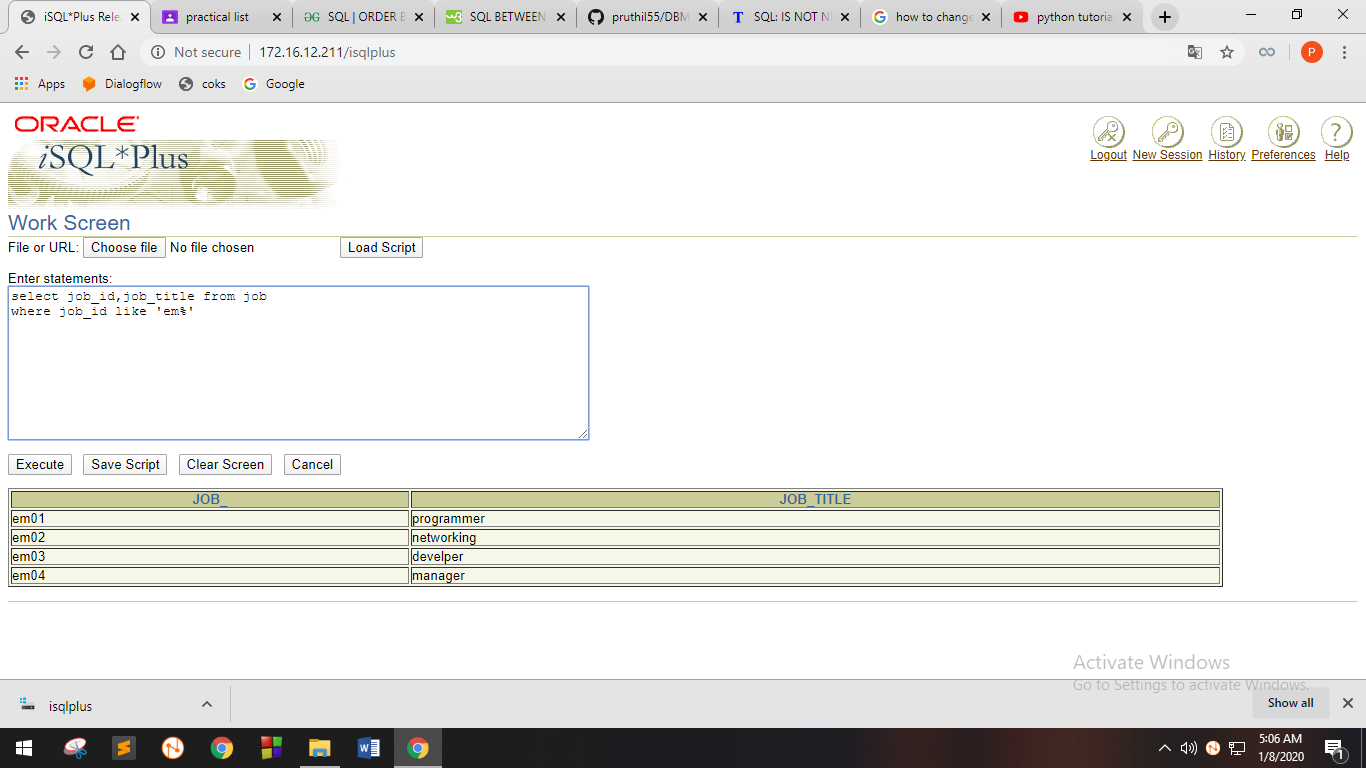 iSQL*Plus Rele
practical list
SQL | ORDER B
SQL BETWEEN
pruthil55/DBM
SQL: IS NOT N
how to change
python tutoria
Not secure
172.16.12.211/isqlplus
P
Apps
Dialogflow
coks
Google
ORACLE
iSQL*Plus
Logout
New Session
History
Preferences
Help
Work Screen
File or URL: Choose file No file chosen Load Script
Enter statements:
select job_id,job_title from job
where job_id like 'em%'
Execute
Save Script
Clear Screen
Cancel
JOB_ JOB_TITLE
em01 programmer
em02 networking
em03 develper
em04 manager
Activate Windows
Go to Settings to activate Windows.
isqlplus
Show all
5:06 AM
1/8/2020
1